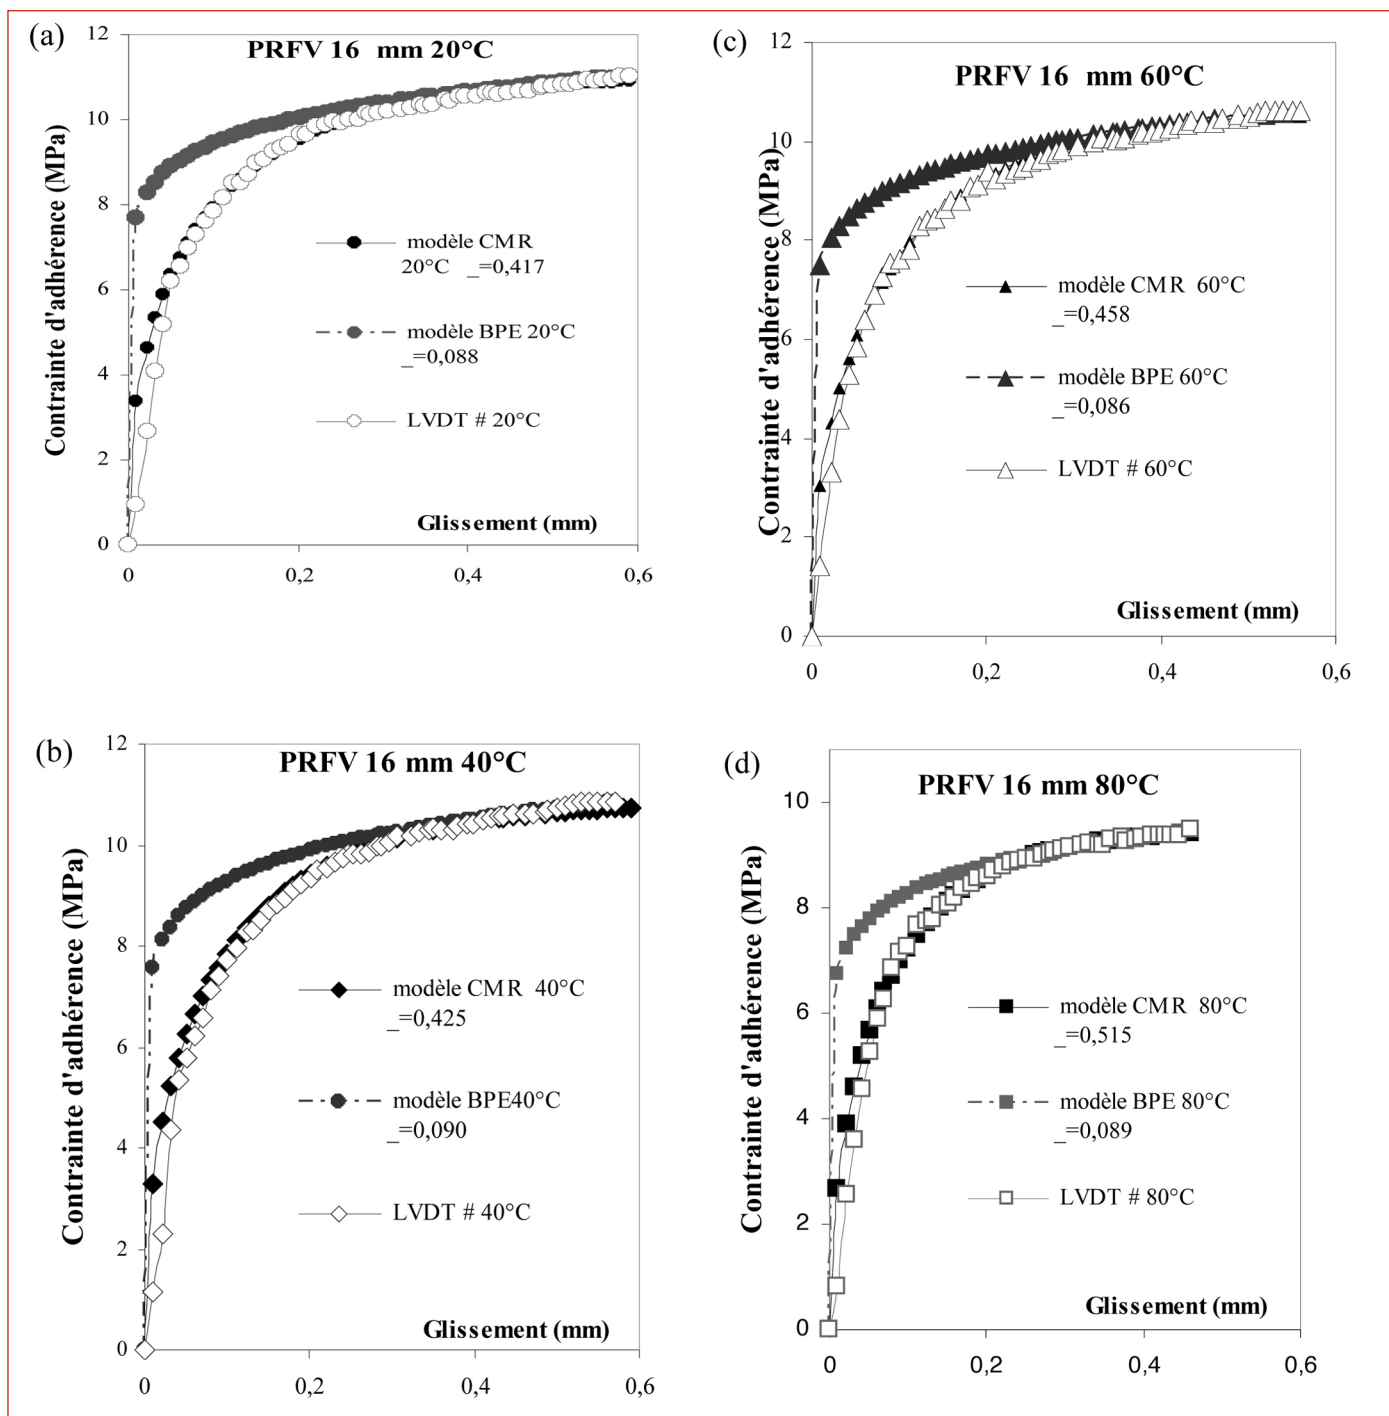 (a)
PRFV 16 mm 20°C
Contrainte d'adhérence (MPa)
12
10
8
6
4
2
0
modèle CMR
20°C _=0,417
modèle BPE 20°C
_=0,088
LVDT # 20°C
Glissement (mm)
0 0,2 0,4 0,6
(c)
PRFV 16 mm 60°C
Contrainte d'adhérence (MPa)
12
10
8
6
4
2
0
modèle CMR 60°C
_=0,458
modèle BPE 60°C
_=0,086
LVDT # 60°C
Glissement (mm)
0 0,2 0,4 0,6
(b)
PRFV 16 mm 40°C
Contrainte d'adhérence (MPa)
12
10
8
6
4
2
0
modèle CMR 40°C
_=0,425
modèle BPE40°C
_=0,090
LVDT # 40°C
Glissement (mm)
0 0,2 0,4 0,6
(d)
PRFV 16 mm 80°C
Contrainte d'adhérence (MPa)
10
8
6
4
2
0
modèle CMR 80°C
_=0,515
modèle BPE 80°C
_=0,089
LVDT # 80°C
Glissement (mm)
0 0,2 0,4 0,6